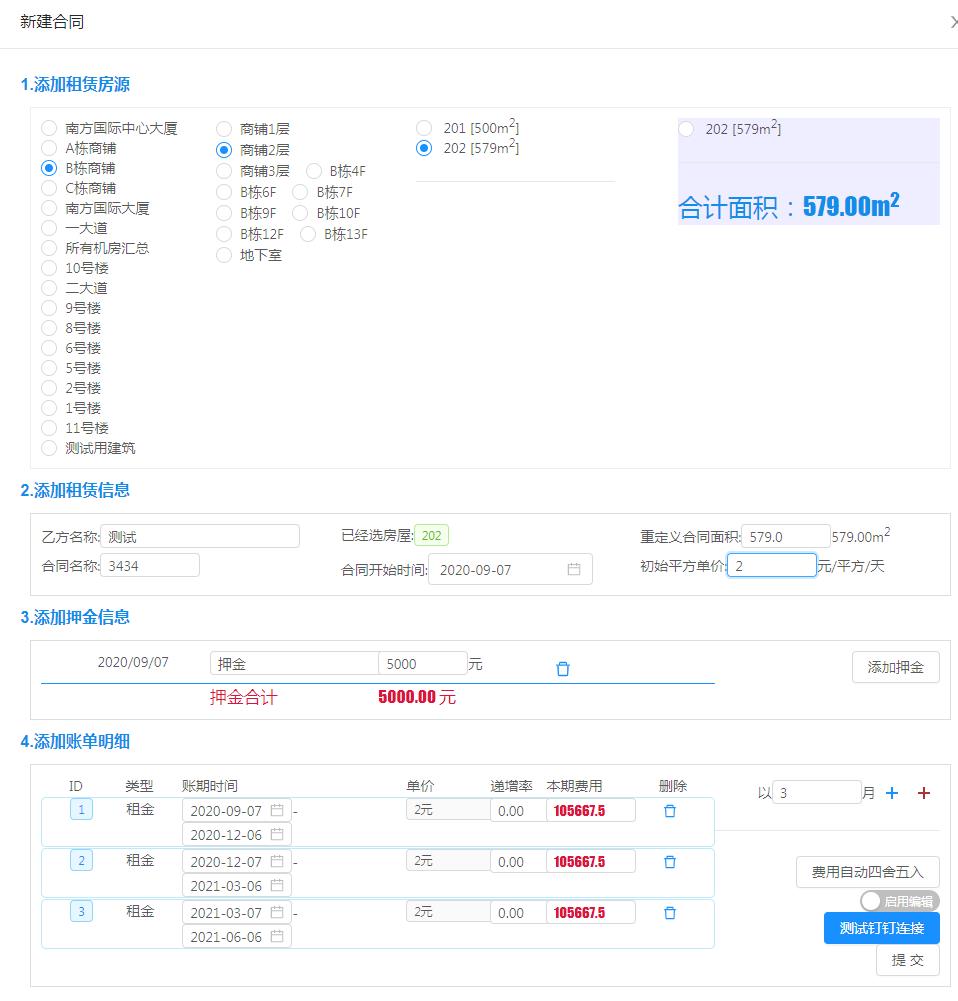 新建合同
1.添加租赁房源
南方国际中心大厦
A栋商铺
B栋商铺
C栋商铺
南方国际大厦
一大道
所有机房汇总
10号楼
二大道
9号楼
8号楼
6号楼
5号楼
2号楼
1号楼
11号楼
测试用建筑
商铺1层
商铺2层
商铺3层 B栋4F
B栋6F B栋7F
B栋9F B栋10F
B栋12F B栋13F
地下室
201 [500m²]
202 [579m²]
202 [579m²]
合计面积：579.00m²
2.添加租赁信息
乙方名称: 测试 已经选房屋: 202 重定义合同面积: 579.0 579.00m²
合同名称: 3434 合同开始时间: 2020-09-07 初始平方单价: 2 元/平方/天
3.添加押金信息
2020/09/07 押金 5000 元 添加押金
押金合计 5000.00 元
4.添加账单明细
ID 类型 账期时间 单价 递增率 本期费用 删除 以 3 月 + +
1 租金 2020-09-07 - 2元 0.00 105667.5
2020-12-06
2 租金 2020-12-07 - 2元 0.00 105667.5
2021-03-06
3 租金 2021-03-07 - 2元 0.00 105667.5
2021-06-06
费用自动四舍五入
启用编辑
测试钉钉连接
提 交